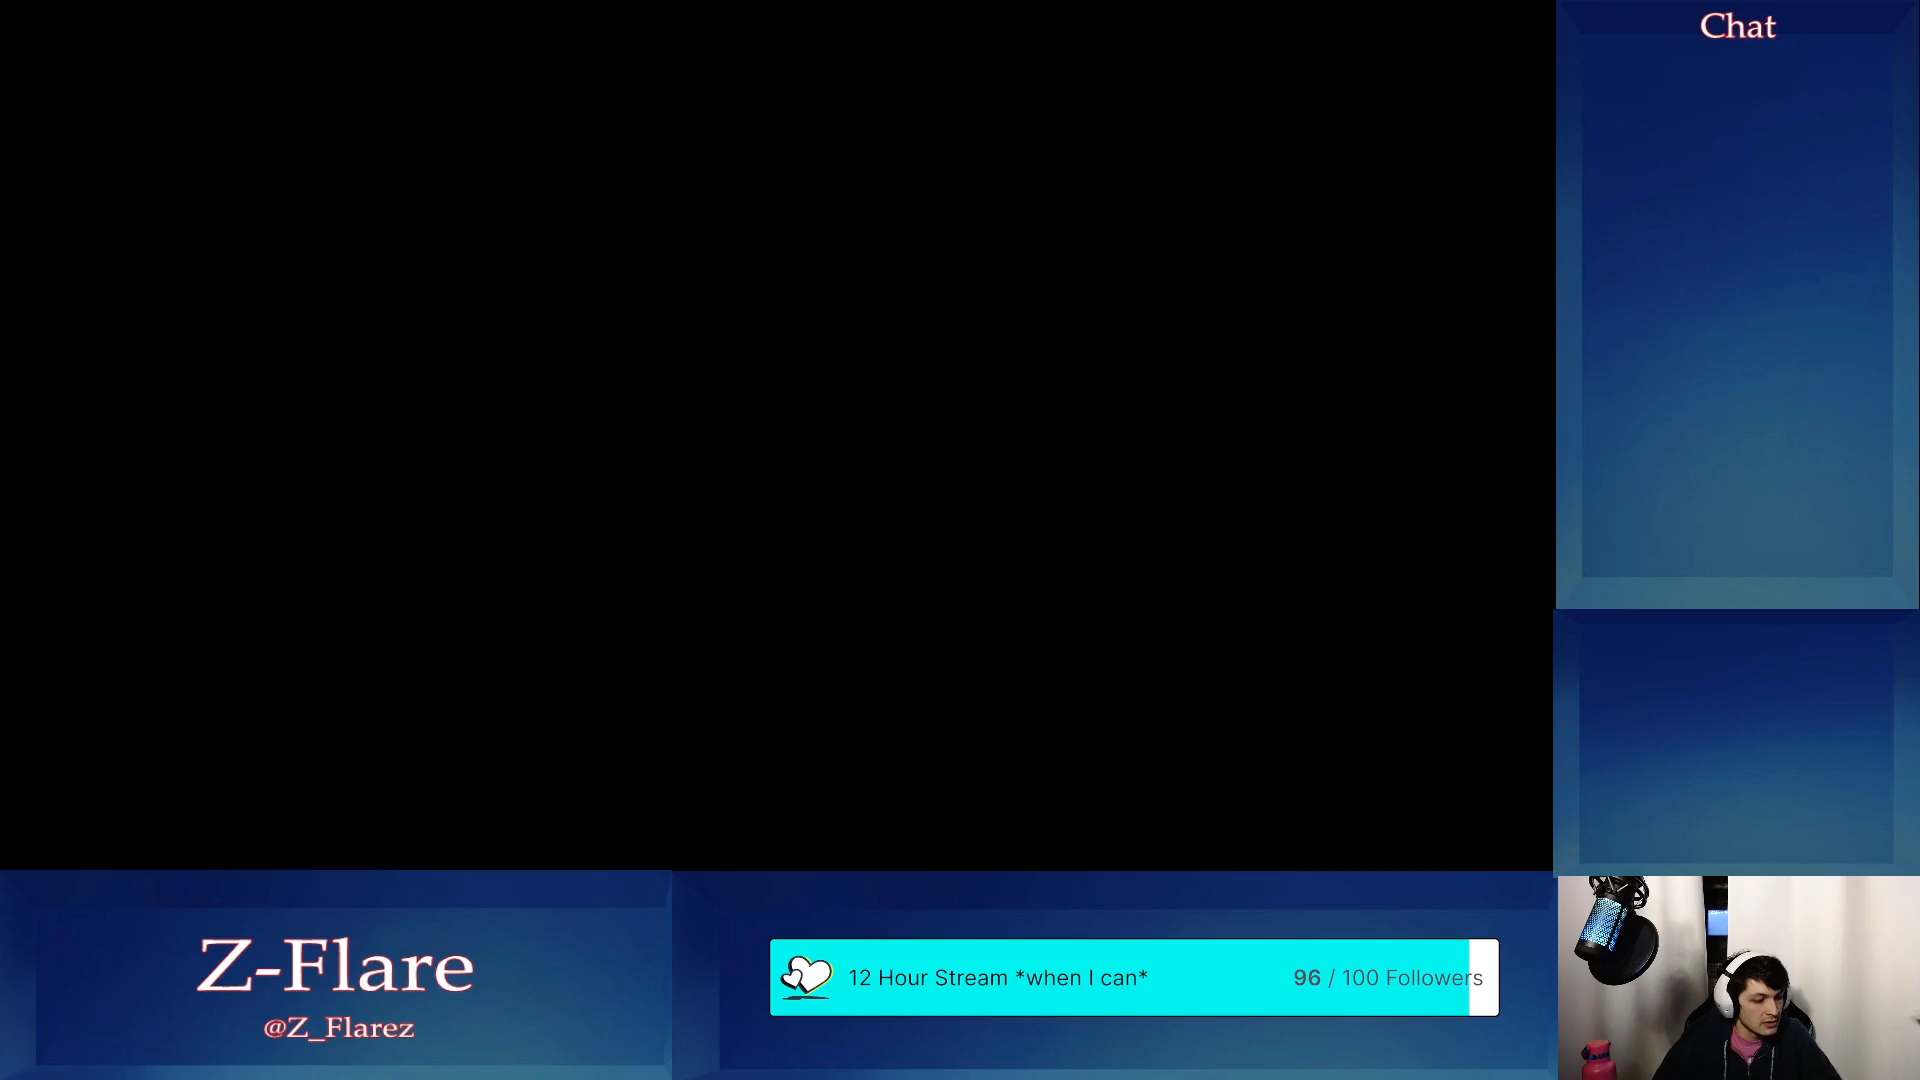 Chat
Z-Flare
@Z_Flarez
12 Hour Stream *when I can*
96 / 100 Followers